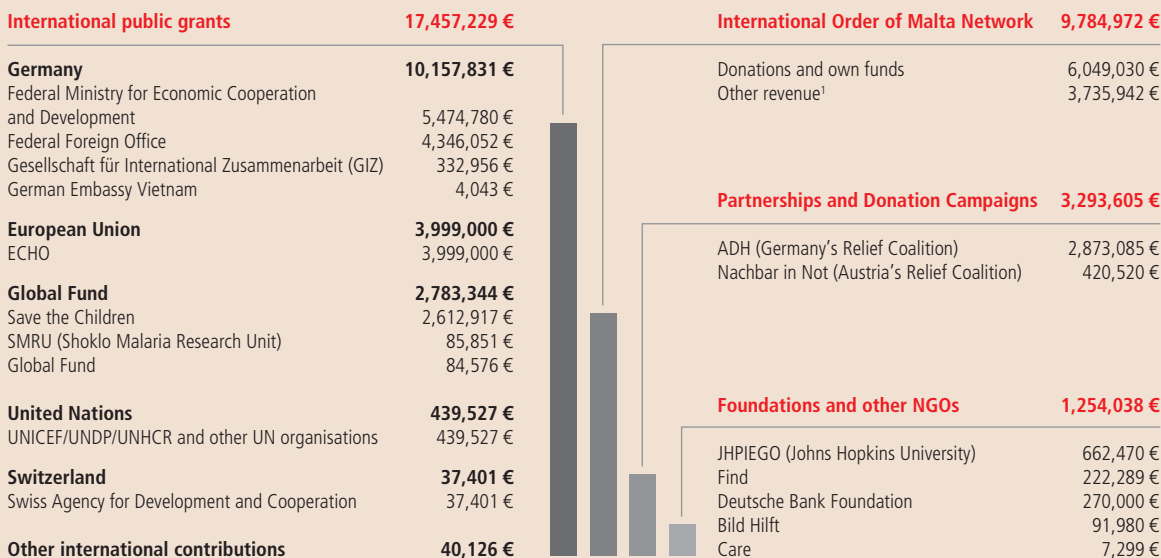 International public grants 17,457,229 €
Germany 10,157,831 €
Federal Ministry for Economic Cooperation
and Development 5,474,780 €
Federal Foreign Office 4,346,052 €
Gesellschaft für International Zusammenarbeit (GIZ) 332,956 €
German Embassy Vietnam 4,043 €
European Union 3,999,000 €
ECHO 3,999,000 €
Global Fund 2,783,344 €
Save the Children 2,612,917 €
SMRU (Shoklo Malaria Research Unit) 85,851 €
Global Fund 84,576 €
United Nations 439,527 €
UNICEF/UNDP/UNHCR and other UN organisations 439,527 €
Switzerland 37,401 €
Swiss Agency for Development and Cooperation 37,401 €
Other international contributions 40,126 €
International Order of Malta Network 9,784,972 €
Donations and own funds 6,049,030 €
Other revenue¹ 3,735,942 €
Partnerships and Donation Campaigns 3,293,605 €
ADH (Germany's Relief Coalition) 2,873,085 €
Nachbar in Not (Austria's Relief Coalition) 420,520 €
Foundations and other NGOs 1,254,038 €
JHPIEGO (Johns Hopkins University) 662,470 €
Find 222,289 €
Deutsche Bank Foundation 270,000 €
Bild Hilft 91,980 €
Care 7,299 €